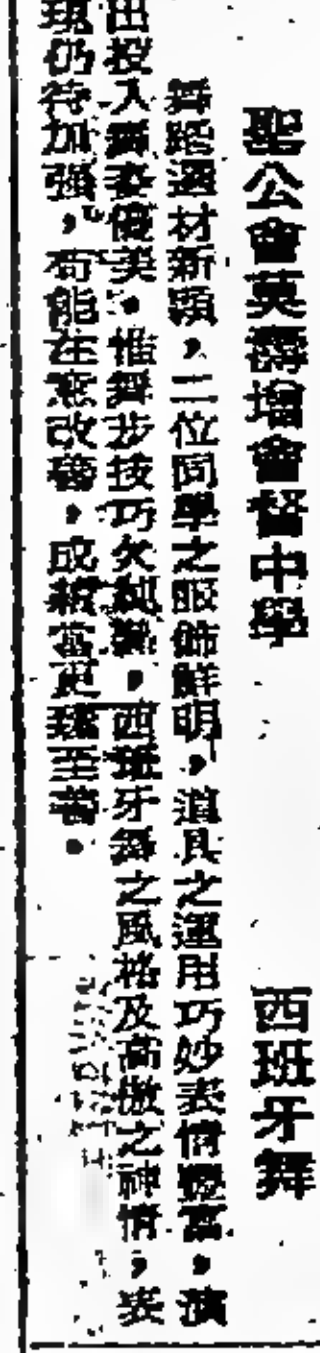 聖公會莫壽增會督中學　西班牙舞
舞蹈選材新穎，二位同學之服飾鮮明，道具之運用巧妙表情豐富，演
出投入舞姿優美。惟舞步技巧欠純熟，西班牙舞之風格及高傲之神情，表
現仍待加強，苟能在這改善，成績當更臻至善。